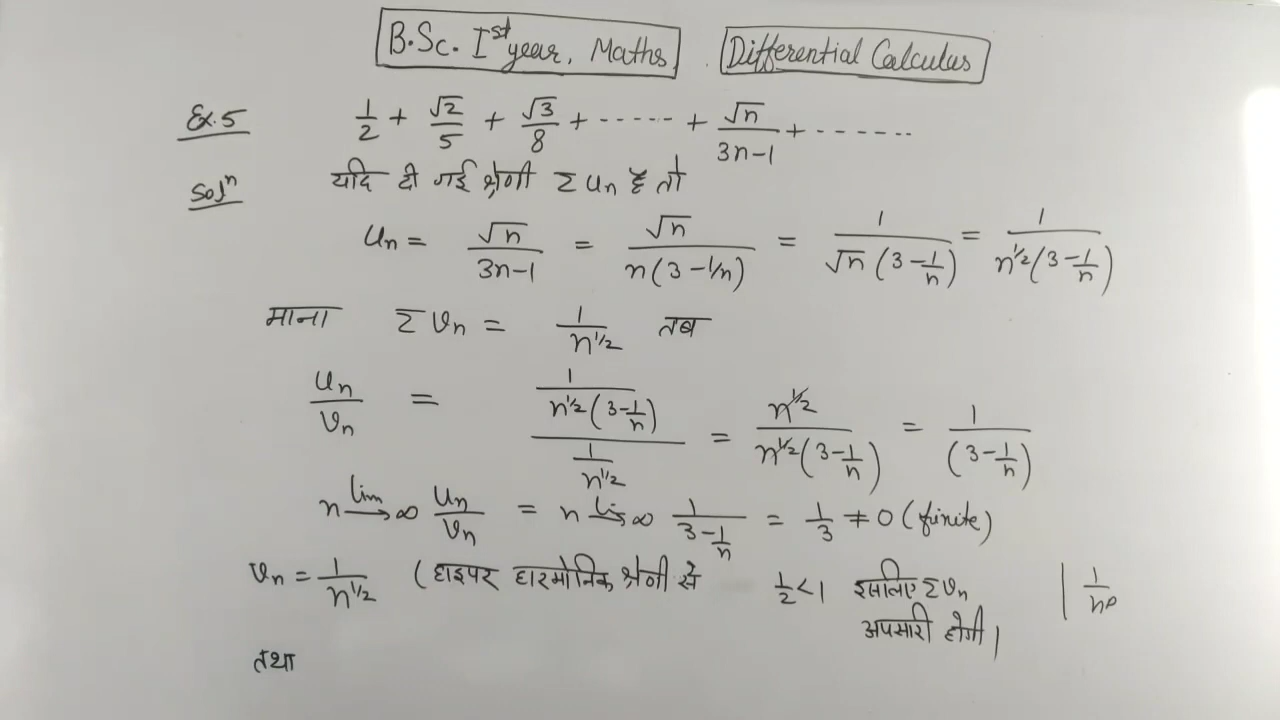 B.Sc. Ist year, Maths Differential Calculus
Ex.5 1/2 + √2/5 + √3/8 + ------ + √n/(3n-1) + -------
Solⁿ यदि दी गई श्रेणी Σ un है तो
un = √n/(3n-1) = √n/(n(3-1/n)) = 1/(√n(3-1/n)) = 1/(n^1/2(3-1/n))
माना Σ vn = 1/n^1/2 तब
un/vn = (1/(n^1/2(3-1/n)))/(1/n^1/2) = n^1/2/(n^1/2(3-1/n)) = 1/(3-1/n)
lim n→∞ un/vn = lim n→∞ 1/(3-1/n) = 1/3 ≠ 0 (finite)
vn = 1/n^1/2 (हाइपर हारमोनिक श्रेणी से 1/2 < 1 इसलिए Σvn | 1/n^p
अपसारी होगी |
तथा